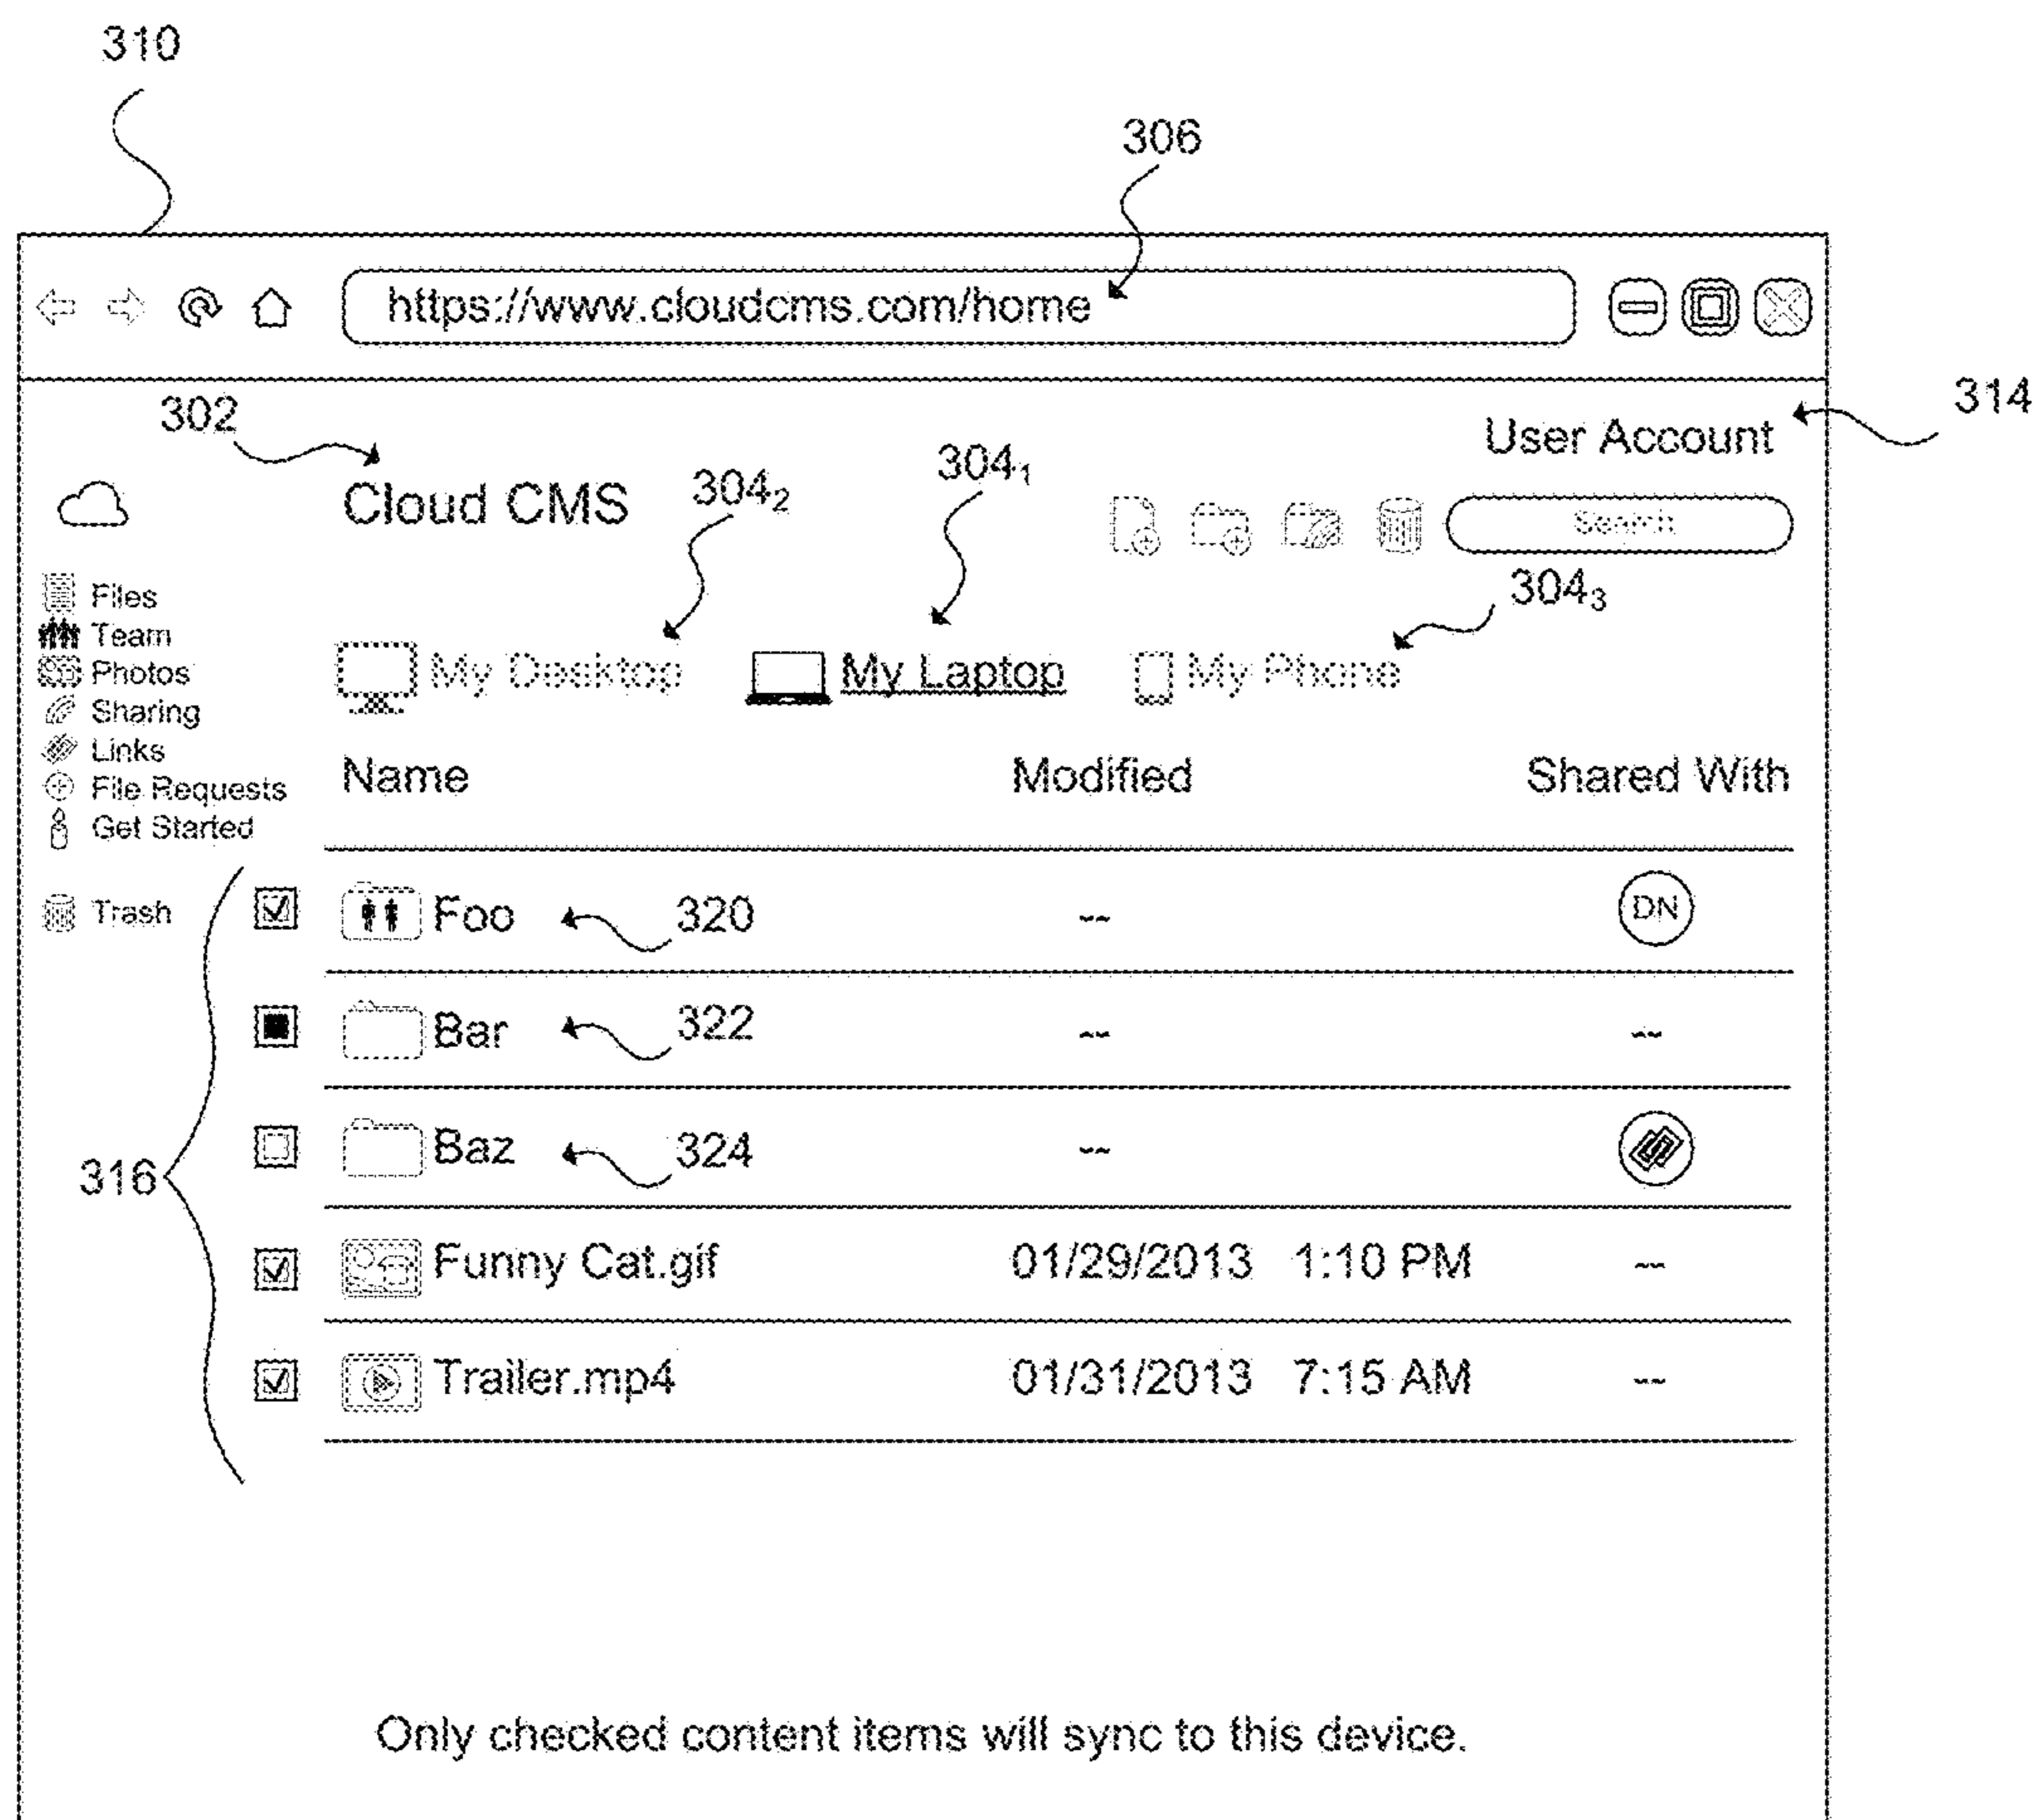 310
306
https://www.cloudcms.com/home
302
314
User Account
Cloud CMS
304₂
304₁
Search
304₃
Files
Team
Photos
Sharing
Links
File Requests
Get Started
Trash
My Desktop My Laptop My Phone
Name Modified Shared With
Foo 320 -- DN
Bar 322 -- --
316
Baz 324 --
Funny Cat.gif 01/29/2013 1:10 PM --
Trailer.mp4 01/31/2013 7:15 AM --
Only checked content items will sync to this device.